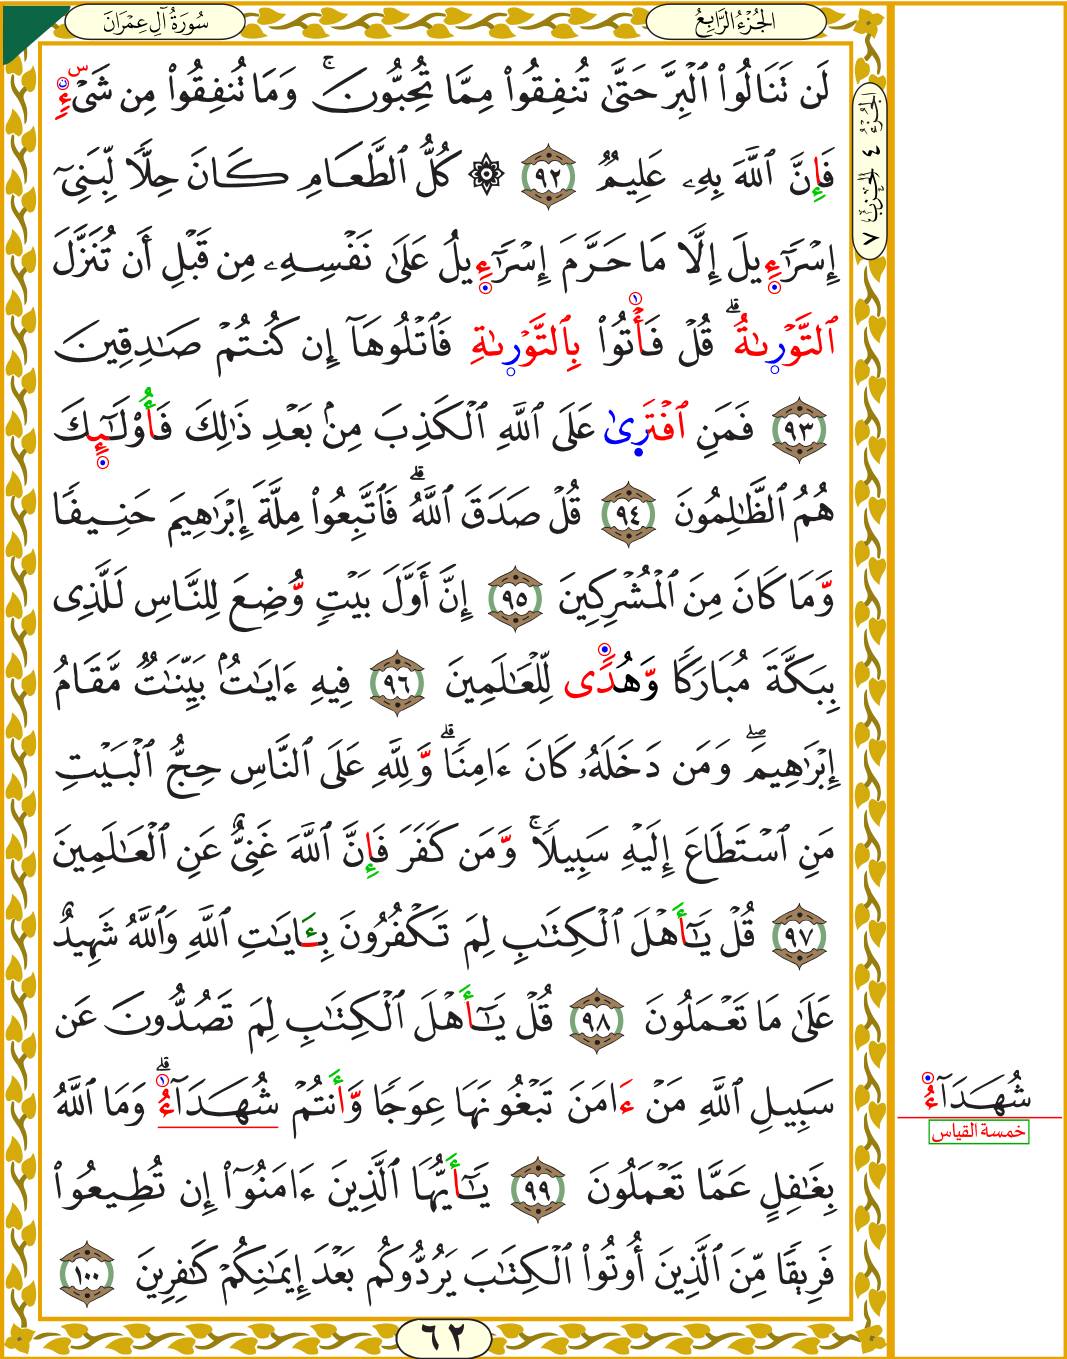 سُورَةُ آلِ عِمْرَانَ
الجُزْءُ الرَّابِعُ
الجُزْءُ ٤ الحِزْبُ ٧
لَن تَنَالُوا۟ ٱلْبِرَّ حَتَّىٰ تُنفِقُوا۟ مِمَّا تُحِبُّونَ ۚ وَمَا تُنفِقُوا۟ مِن شَىْءٍ س
فَإِنَّ ٱللَّهَ بِهِۦ عَلِيمٌ ٩٢ ۞ كُلُّ ٱلطَّعَامِ كَانَ حِلًّا لِّبَنِىٓ
إِسْرَٰٓءِيلَ إِلَّا مَا حَرَّمَ إِسْرَٰٓءِيلُ عَلَىٰ نَفْسِهِۦ مِن قَبْلِ أَن تُنَزَّلَ
ٱلتَّوْرَىٰةُ ۗ قُلْ فَأْتُوا۟ بِٱلتَّوْرَىٰةِ فَٱتْلُوهَآ إِن كُنتُمْ صَـٰدِقِينَ
٩٣ فَمَنِ ٱفْتَرَىٰ عَلَى ٱللَّهِ ٱلْكَذِبَ مِنۢ بَعْدِ ذَٰلِكَ فَأُو۟لَـٰٓئِكَ
هُمُ ٱلظَّـٰلِمُونَ ٩٤ قُلْ صَدَقَ ٱللَّهُ ۗ فَٱتَّبِعُوا۟ مِلَّةَ إِبْرَٰهِيمَ حَنِيفًا
وَّمَا كَانَ مِنَ ٱلْمُشْرِكِينَ ٩٥ إِنَّ أَوَّلَ بَيْتٍ وُّضِعَ لِلنَّاسِ لَلَّذِى
بِبَكَّةَ مُبَارَكًا وَّهُدًى لِّلْعَـٰلَمِينَ ٩٦ فِيهِ ءَايَـٰتٌۢ بَيِّنَـٰتٌ مَّقَامُ
إِبْرَٰهِيمَ ۖ وَمَن دَخَلَهُۥ كَانَ ءَامِنًا ۗ وَّلِلَّهِ عَلَى ٱلنَّاسِ حِجُّ ٱلْبَيْتِ
مَنِ ٱسْتَطَاعَ إِلَيْهِ سَبِيلًا ۚ وَّمَن كَفَرَ فَإِنَّ ٱللَّهَ غَنِىٌّ عَنِ ٱلْعَـٰلَمِينَ
٩٧ قُلْ يَـٰٓأَهْلَ ٱلْكِتَـٰبِ لِمَ تَكْفُرُونَ بِـَٔايَـٰتِ ٱللَّهِ وَٱللَّهُ شَهِيدٌ
عَلَىٰ مَا تَعْمَلُونَ ٩٨ قُلْ يَـٰٓأَهْلَ ٱلْكِتَـٰبِ لِمَ تَصُدُّونَ عَن
سَبِيلِ ٱللَّهِ مَنْ ءَامَنَ تَبْغُونَهَا عِوَجًا وَّأَنتُمْ شُهَدَآءُ ۗ وَمَا ٱللَّهُ
بِغَـٰفِلٍ عَمَّا تَعْمَلُونَ ٩٩ يَـٰٓأَيُّهَا ٱلَّذِينَ ءَامَنُوٓا۟ إِن تُطِيعُوا۟
فَرِيقًا مِّنَ ٱلَّذِينَ أُوتُوا۟ ٱلْكِتَـٰبَ يَرُدُّوكُم بَعْدَ إِيمَـٰنِكُمْ كَـٰفِرِينَ ١٠٠
شُهَدَآءُ
خمسة القياس
٦٢